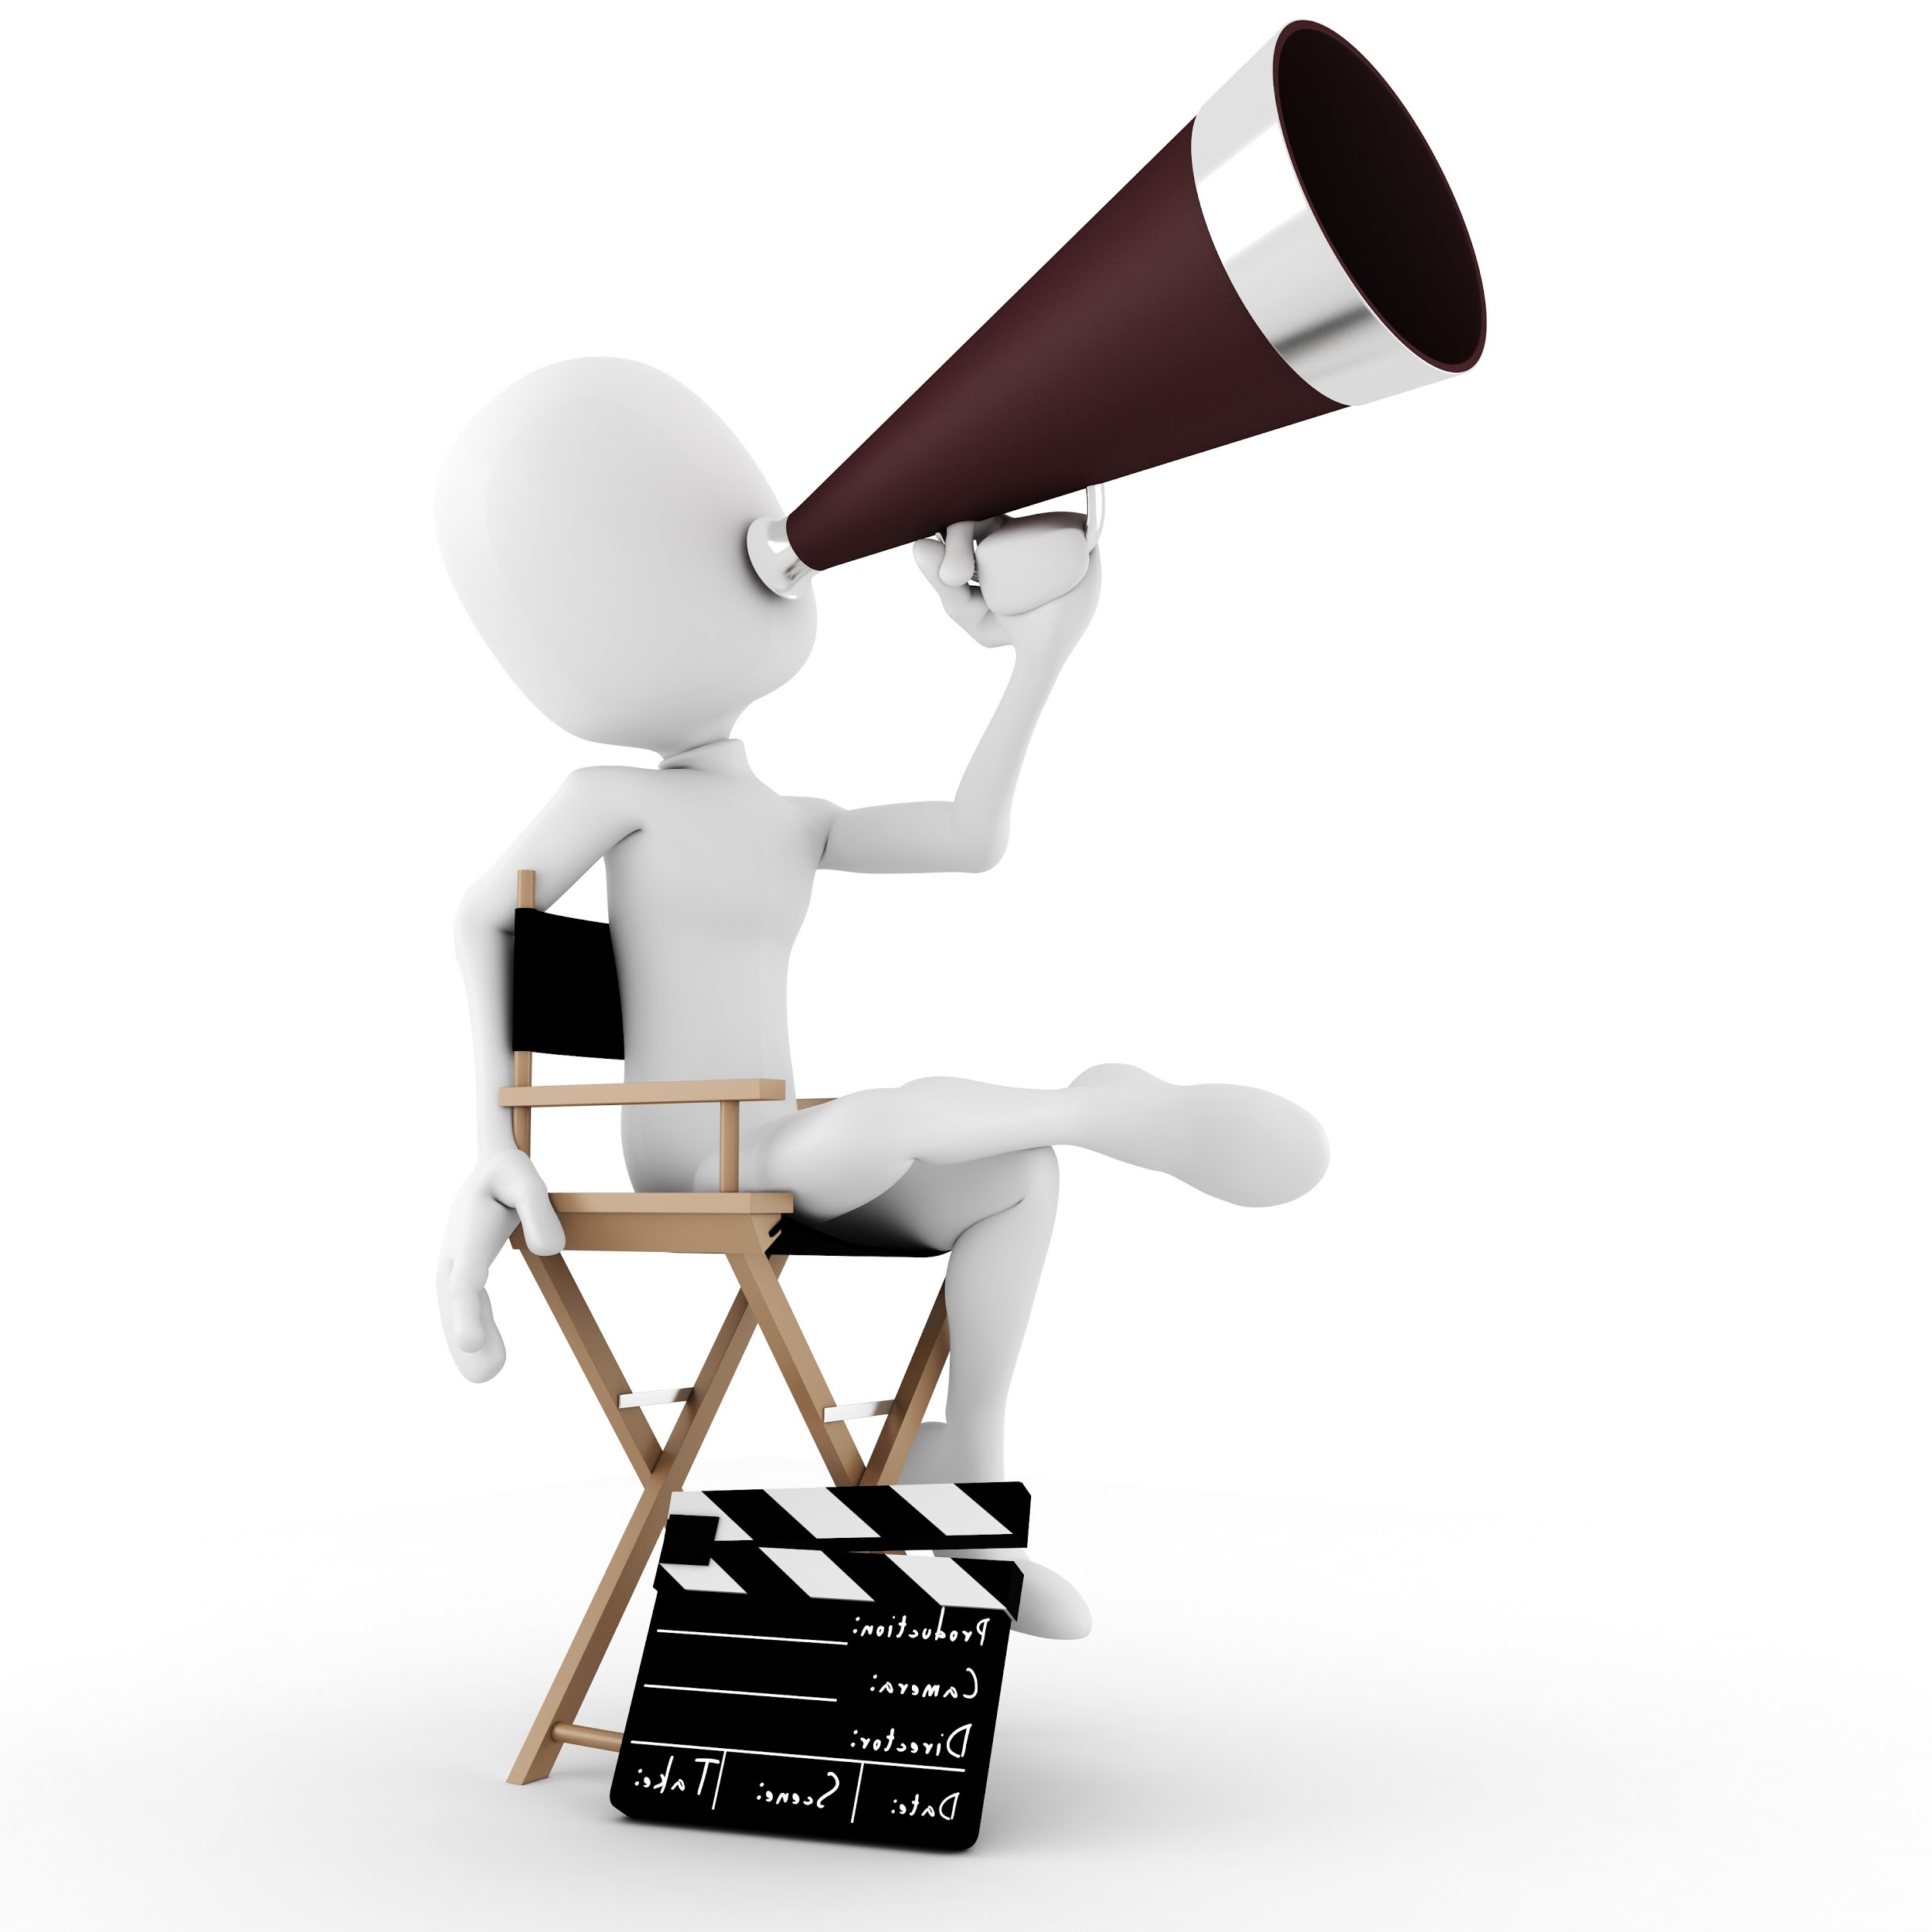 Production:
Camera:
Director:
Date: Scene: Take: